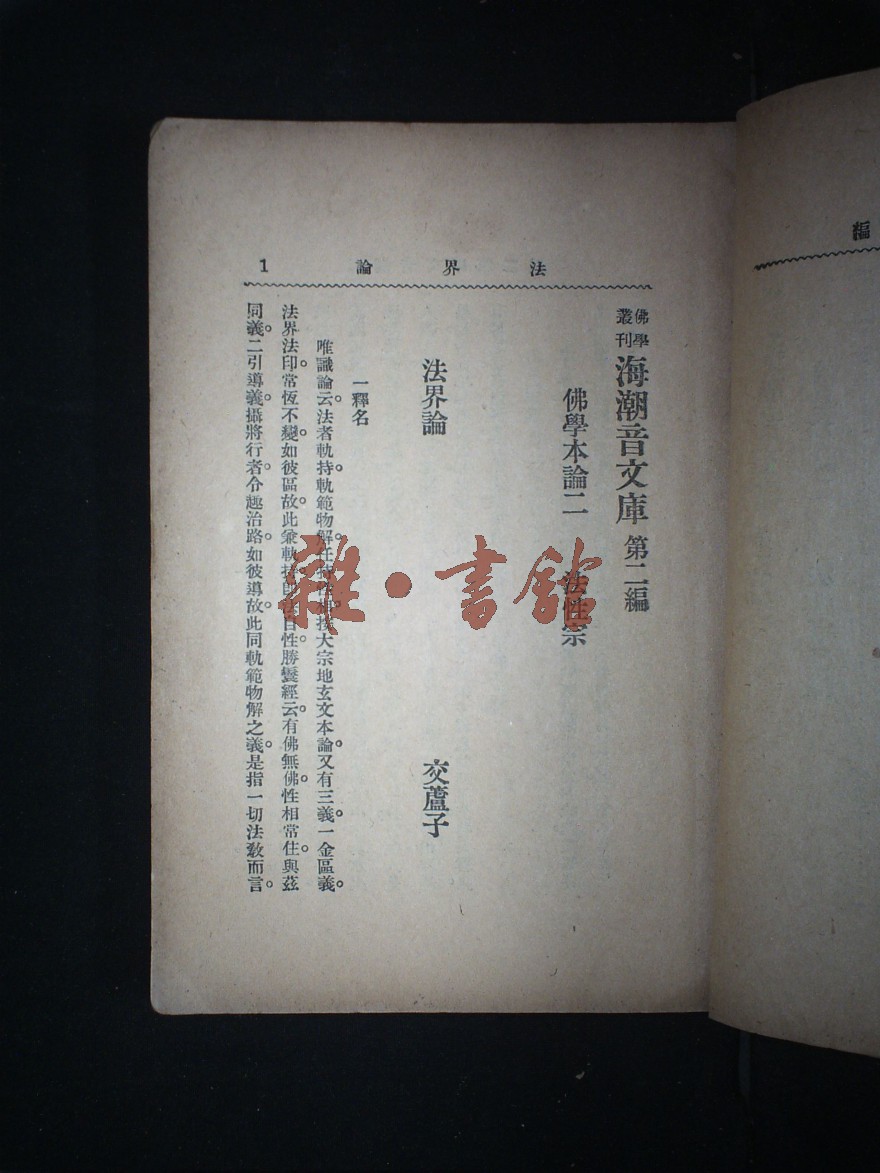 編
法界論 1
佛學叢刊 海潮音文庫 第二編
佛學本論二 法性宗
法界論 交蘆子
一釋名
唯識論云。法者軌持。軌範物解。任持大宗地玄文本論。又有三義。一金區義。
法界法印。常恆不變。如彼區故。此兼軌持即自性。勝鬘經云。有佛無佛。性相常住。與茲
同義。二引導義。攝將行者。令趣治路。如彼導故。此同軌範物解之義。是指一切法教而言。
雜·書館